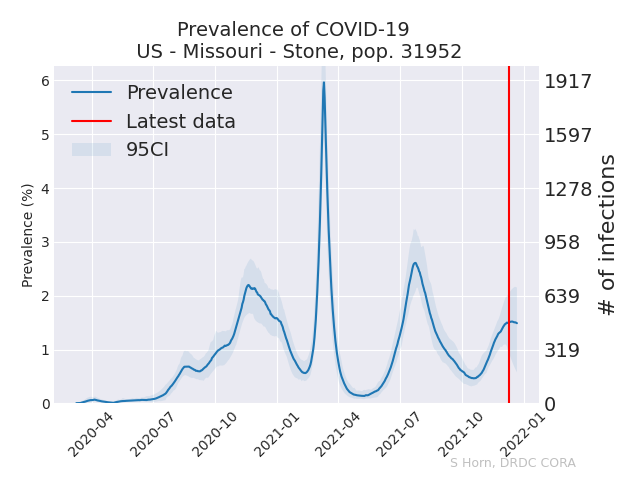 Prevalence of COVID-19
US - Missouri - Stone, pop. 31952
Prevalence
Latest data
95CI
Prevalence (%)
6
5
4
3
2
1
0
1917
1597
1278
958
639
319
0
# of infections
2020-04
2020-07
2020-10
2021-01
2021-04
2021-07
2021-10
2022-01
S Horn, DRDC CORA